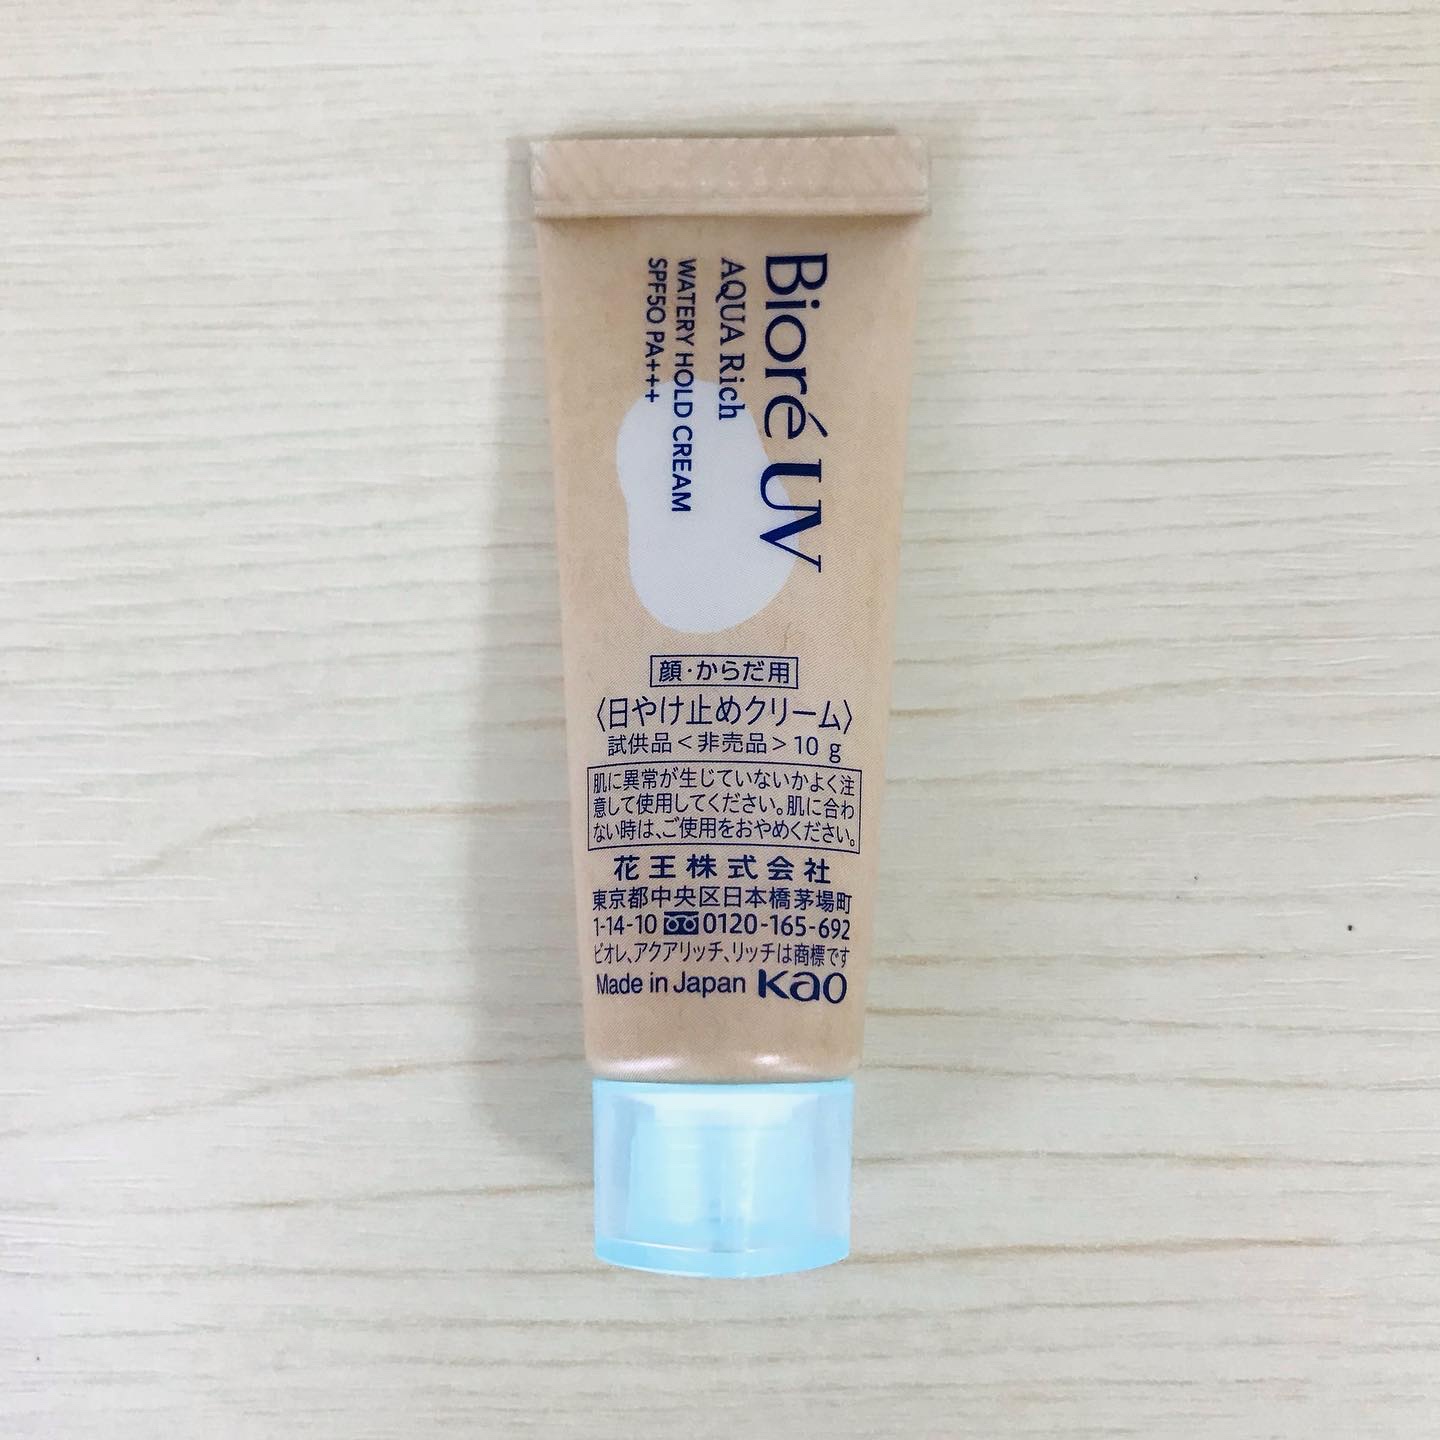 Bioré UV
AQUA Rich
WATERY HOLD CREAM
SPF50 PA+++
顔・からだ用
〈日やけ止めクリーム〉
試供品＜非売品＞10 g
肌に異常が生じていないかよく注
意して使用してください。肌に合わ
ない時は、ご使用をおやめください。
花王株式会社
東京都中央区日本橋茅場町
1-14-10 0120-165-692
ビオレ、アクアリッチ、リッチは商標です
Made in Japan Kao